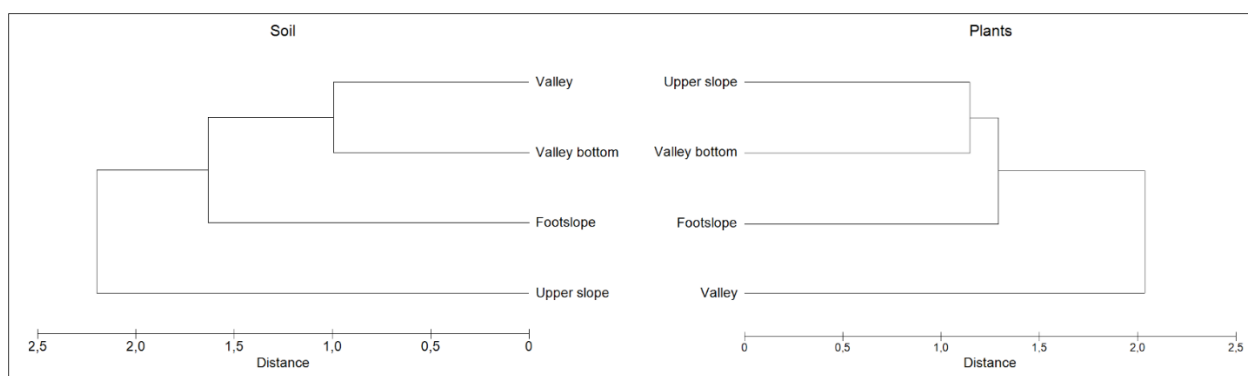 Soil
Valley
Valley bottom
Footslope
Upper slope
2,5 2,0 1,5 1,0 0,5 0
Distance
Plants
Upper slope
Valley bottom
Footslope
Valley
0 0,5 1,0 1,5 2,0 2,5
Distance